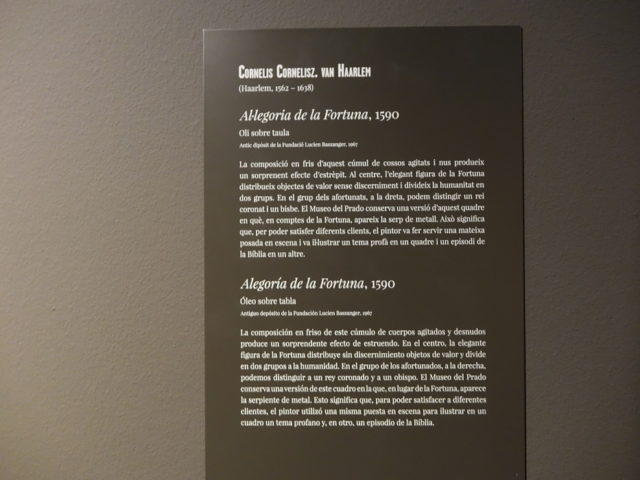 Cornelis Cornelisz. van Haarlem
(Haarlem, 1562 – 1638)
Al·legoria de la Fortuna, 1590
Oli sobre taula
Antic dipòsit de la Fundació Lucien Baszanger, 1967
La composició en fris d'aquest cúmul de cossos agitats i nus produeix
un sorprenent efecte d'estrèpit. Al centre, l'elegant figura de la Fortuna
distribueix objectes de valor sense discerniment i divideix la humanitat en
dos grups. En el grup dels afortunats, a la dreta, podem distingir un rei
coronat i un bisbe. El Museo del Prado conserva una versió d'aquest quadre
en què, en comptes de la Fortuna, apareix la serp de metall. Això significa
que, per poder satisfer diferents clients, el pintor va fer servir una mateixa
posada en escena i va il·lustrar un tema profà en un quadre i un episodi de
la Bíblia en un altre.
Alegoría de la Fortuna, 1590
Óleo sobre tabla
Antiguo depósito de la Fundación Lucien Baszanger, 1967
La composición en friso de este cúmulo de cuerpos agitados y desnudos
produce un sorprendente efecto de estruendo. En el centro, la elegante
figura de la Fortuna distribuye sin discernimiento objetos de valor y divide
en dos grupos a la humanidad. En el grupo de los afortunados, a la derecha,
podemos distinguir a un rey coronado y a un obispo. El Museo del Prado
conserva una versión de este cuadro en la que, en lugar de la Fortuna, aparece
la serpiente de metal. Esto significa que, para poder satisfacer a diferentes
clientes, el pintor utilizó una misma puesta en escena para ilustrar en un
cuadro un tema profano y, en otro, un episodio de la Biblia.